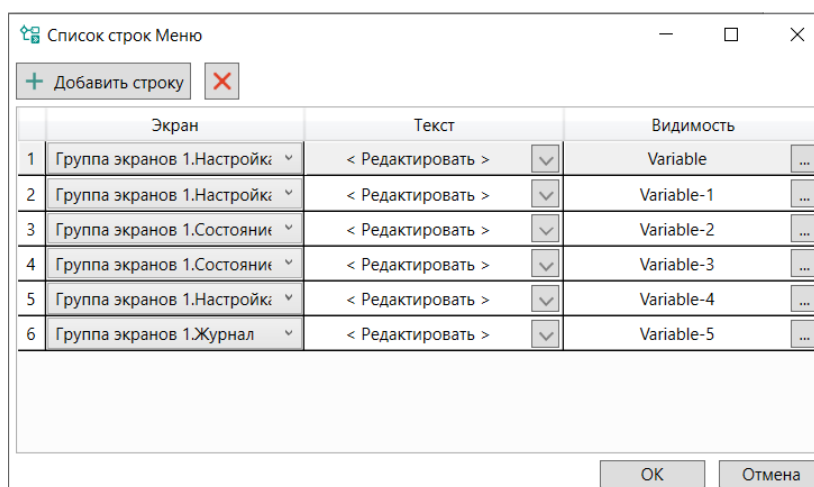 Список строк Меню
Добавить строку
Экран Текст Видимость
1 Группа экранов 1.Настройка < Редактировать > Variable ...
2 Группа экранов 1.Настройка < Редактировать > Variable-1 ...
3 Группа экранов 1.Состояние < Редактировать > Variable-2 ...
4 Группа экранов 1.Состояние < Редактировать > Variable-3 ...
5 Группа экранов 1.Настройка < Редактировать > Variable-4 ...
6 Группа экранов 1.Журнал < Редактировать > Variable-5 ...
ОК Отмена